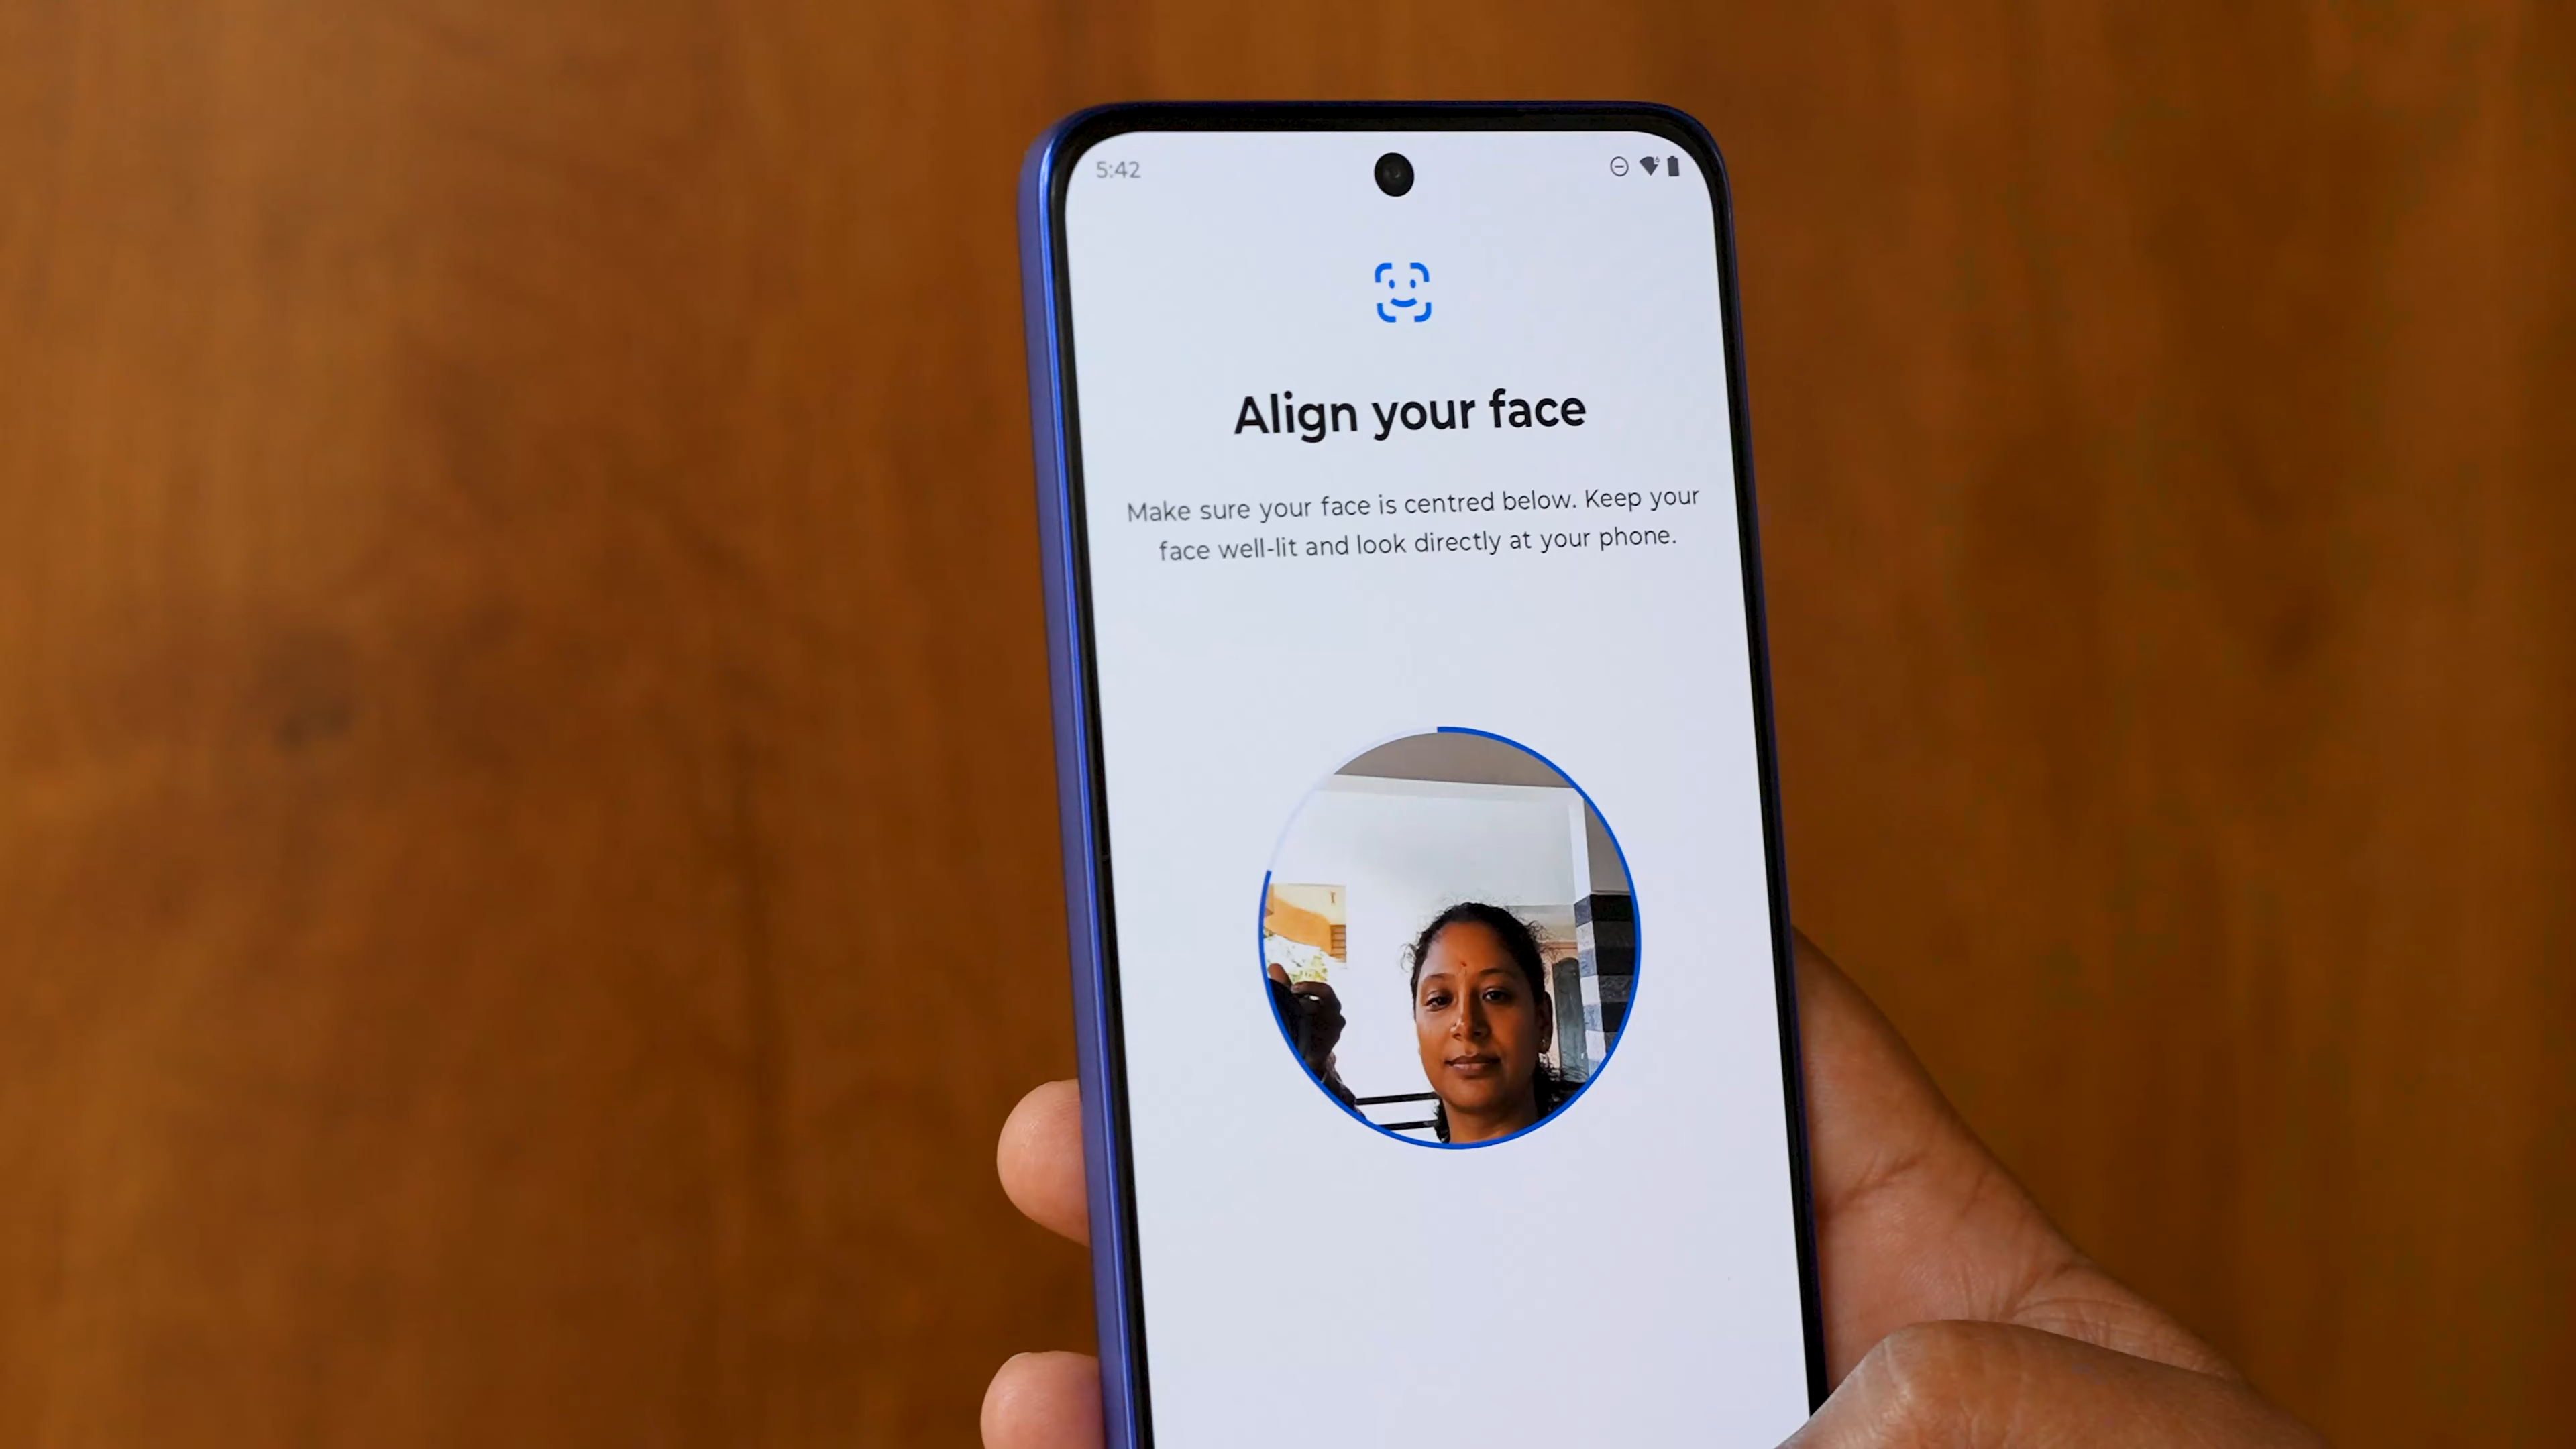 5:42
Align your face
Make sure your face is centred below. Keep your
face well-lit and look directly at your phone.